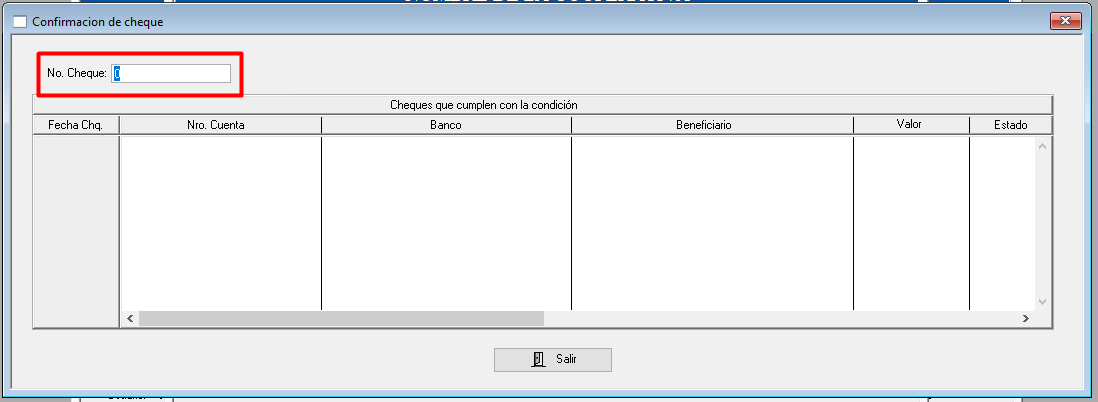 Confirmacion de cheque
No. Cheque: 0
Cheques que cumplen con la condición
Fecha Chq. Nro. Cuenta Banco Beneficiario Valor Estado
Salir